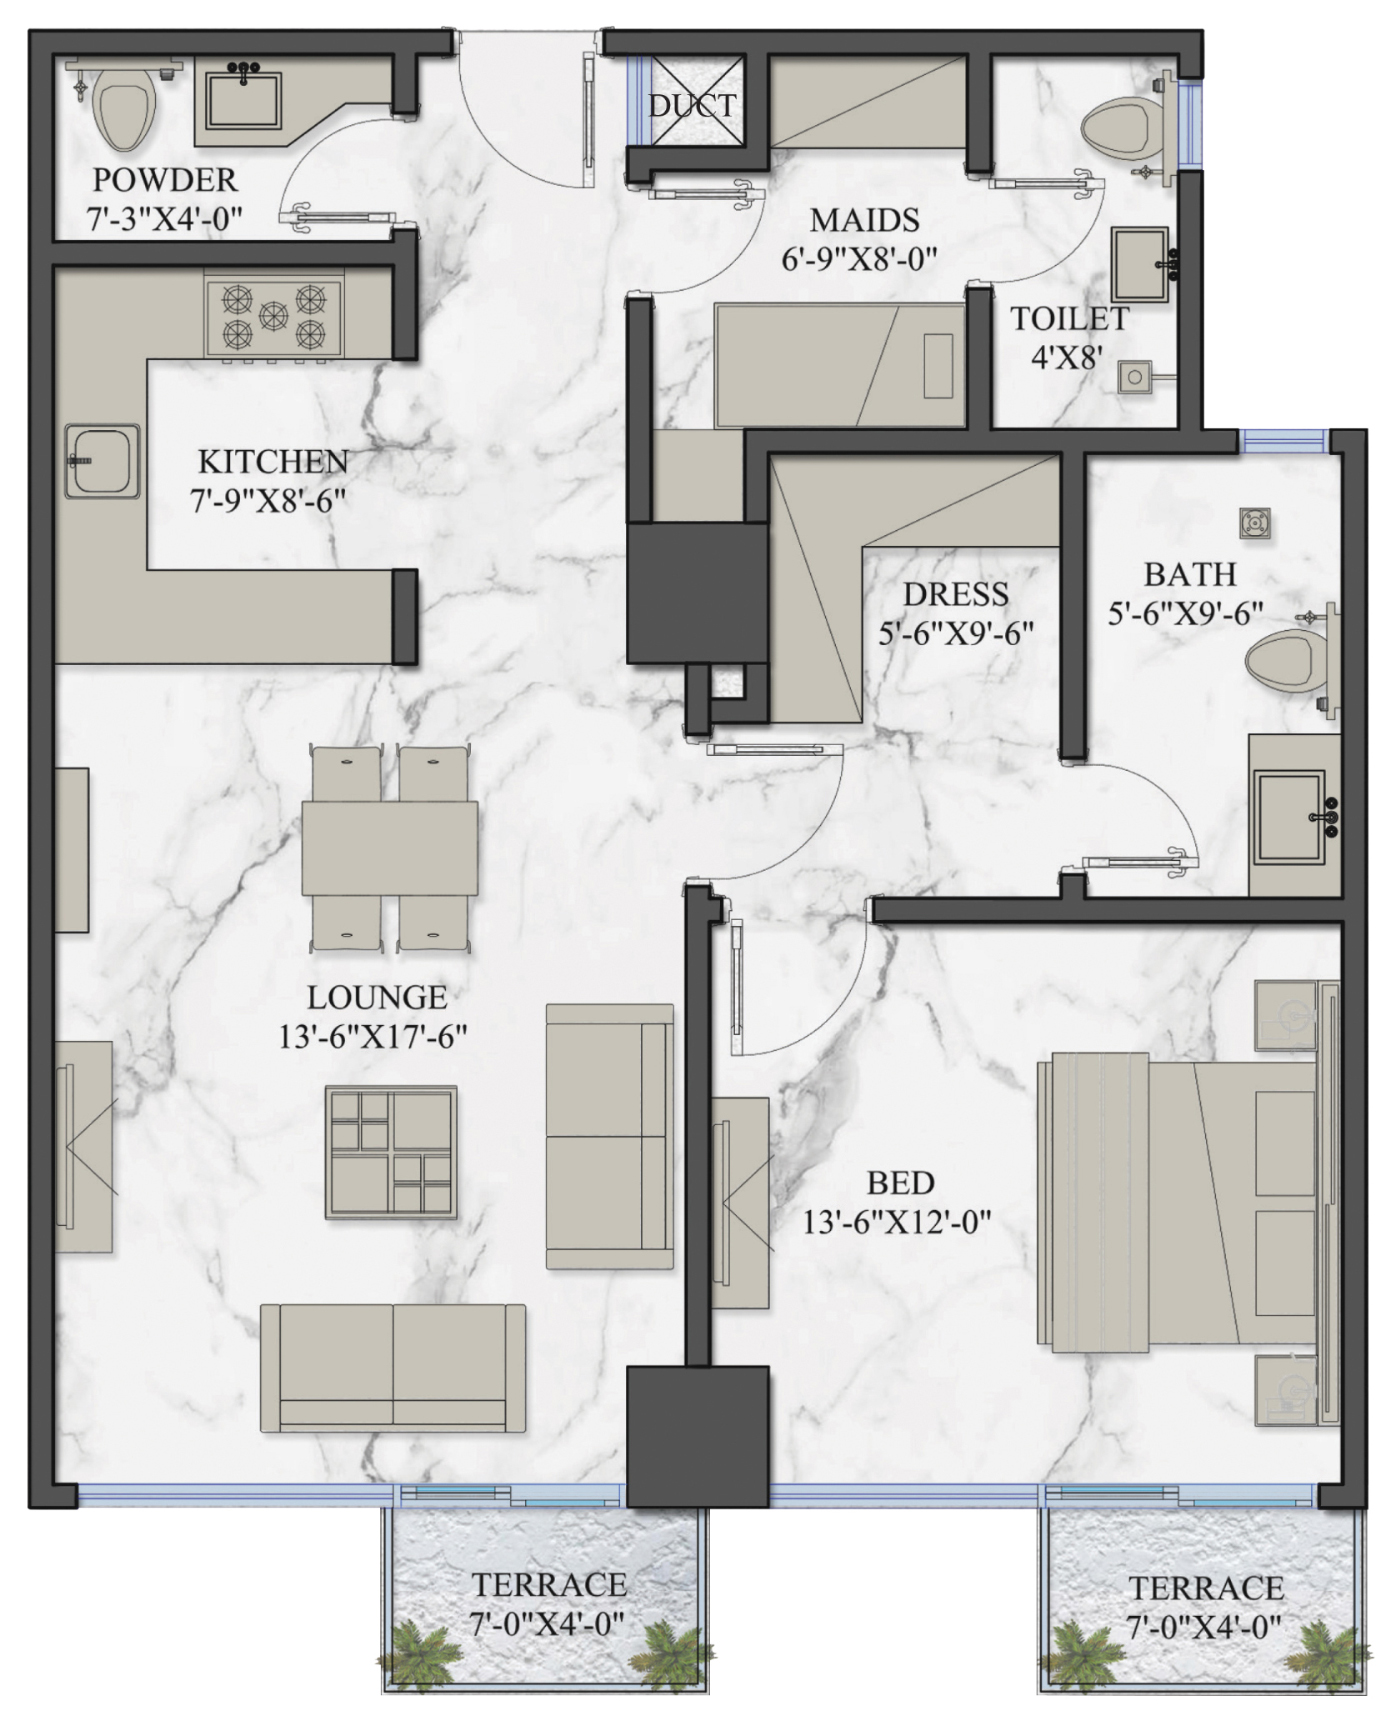 DUCT
POWDER
7'-3"X4'-0"
MAIDS
6'-9"X8'-0"
TOILET
4'X8'
KITCHEN
7'-9"X8'-6"
DRESS
5'-6"X9'-6"
BATH
5'-6"X9'-6"
LOUNGE
13'-6"X17'-6"
BED
13'-6"X12'-0"
TERRACE
7'-0"X4'-0"
TERRACE
7'-0"X4'-0"